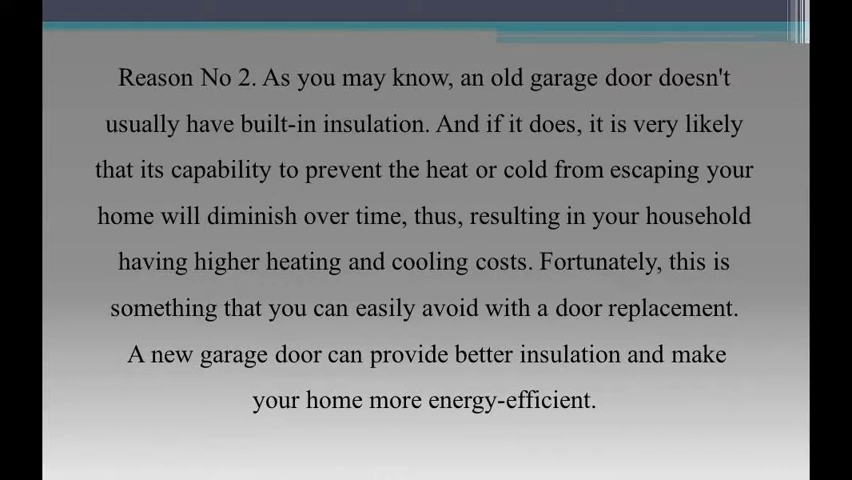 Reason No 2. As you may know, an old garage door doesn't
usually have built-in insulation. And if it does, it is very likely
that its capability to prevent the heat or cold from escaping your
home will diminish over time, thus, resulting in your household
having higher heating and cooling costs. Fortunately, this is
something that you can easily avoid with a door replacement.
A new garage door can provide better insulation and make
your home more energy-efficient.